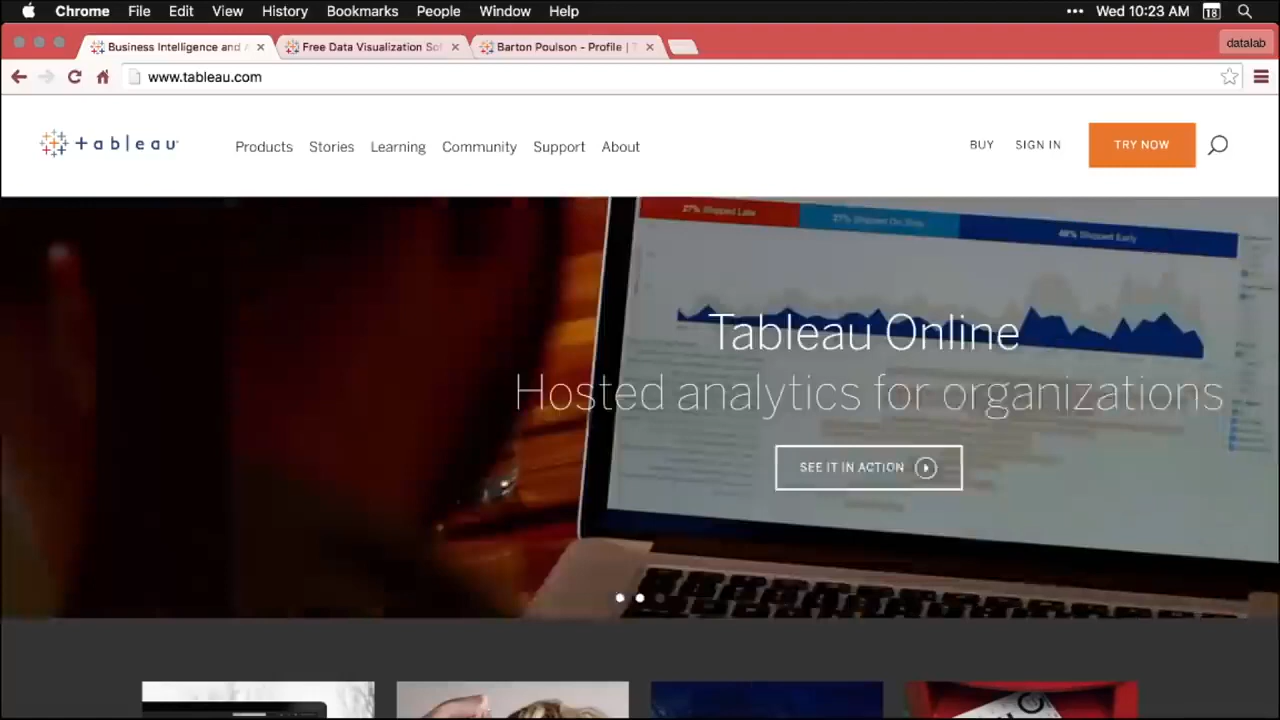 Chrome File Edit View History Bookmarks People Window Help ••• Wed 10:23 AM 18
Business Intelligence and A Free Data Visualization Sof Barton Poulson - Profile | T datalab
www.tableau.com
+ableau Products Stories Learning Community Support About BUY SIGN IN TRY NOW
27% Shipped Late 27% Shipped On Time 46% Shipped Early
Tableau Online
Hosted analytics for organizations
SEE IT IN ACTION